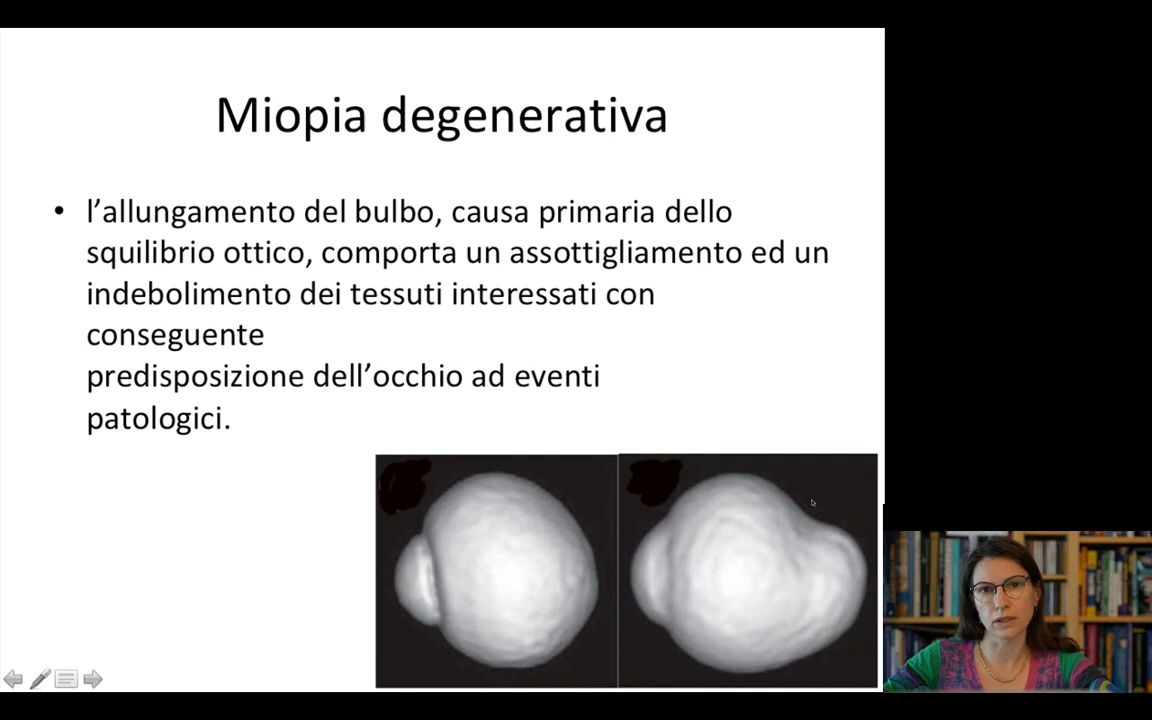 Miopia degenerativa
• l’allungamento del bulbo, causa primaria dello
squilibrio ottico, comporta un assottigliamento ed un
indebolimento dei tessuti interessati con
conseguente
predisposizione dell’occhio ad eventi
patologici.